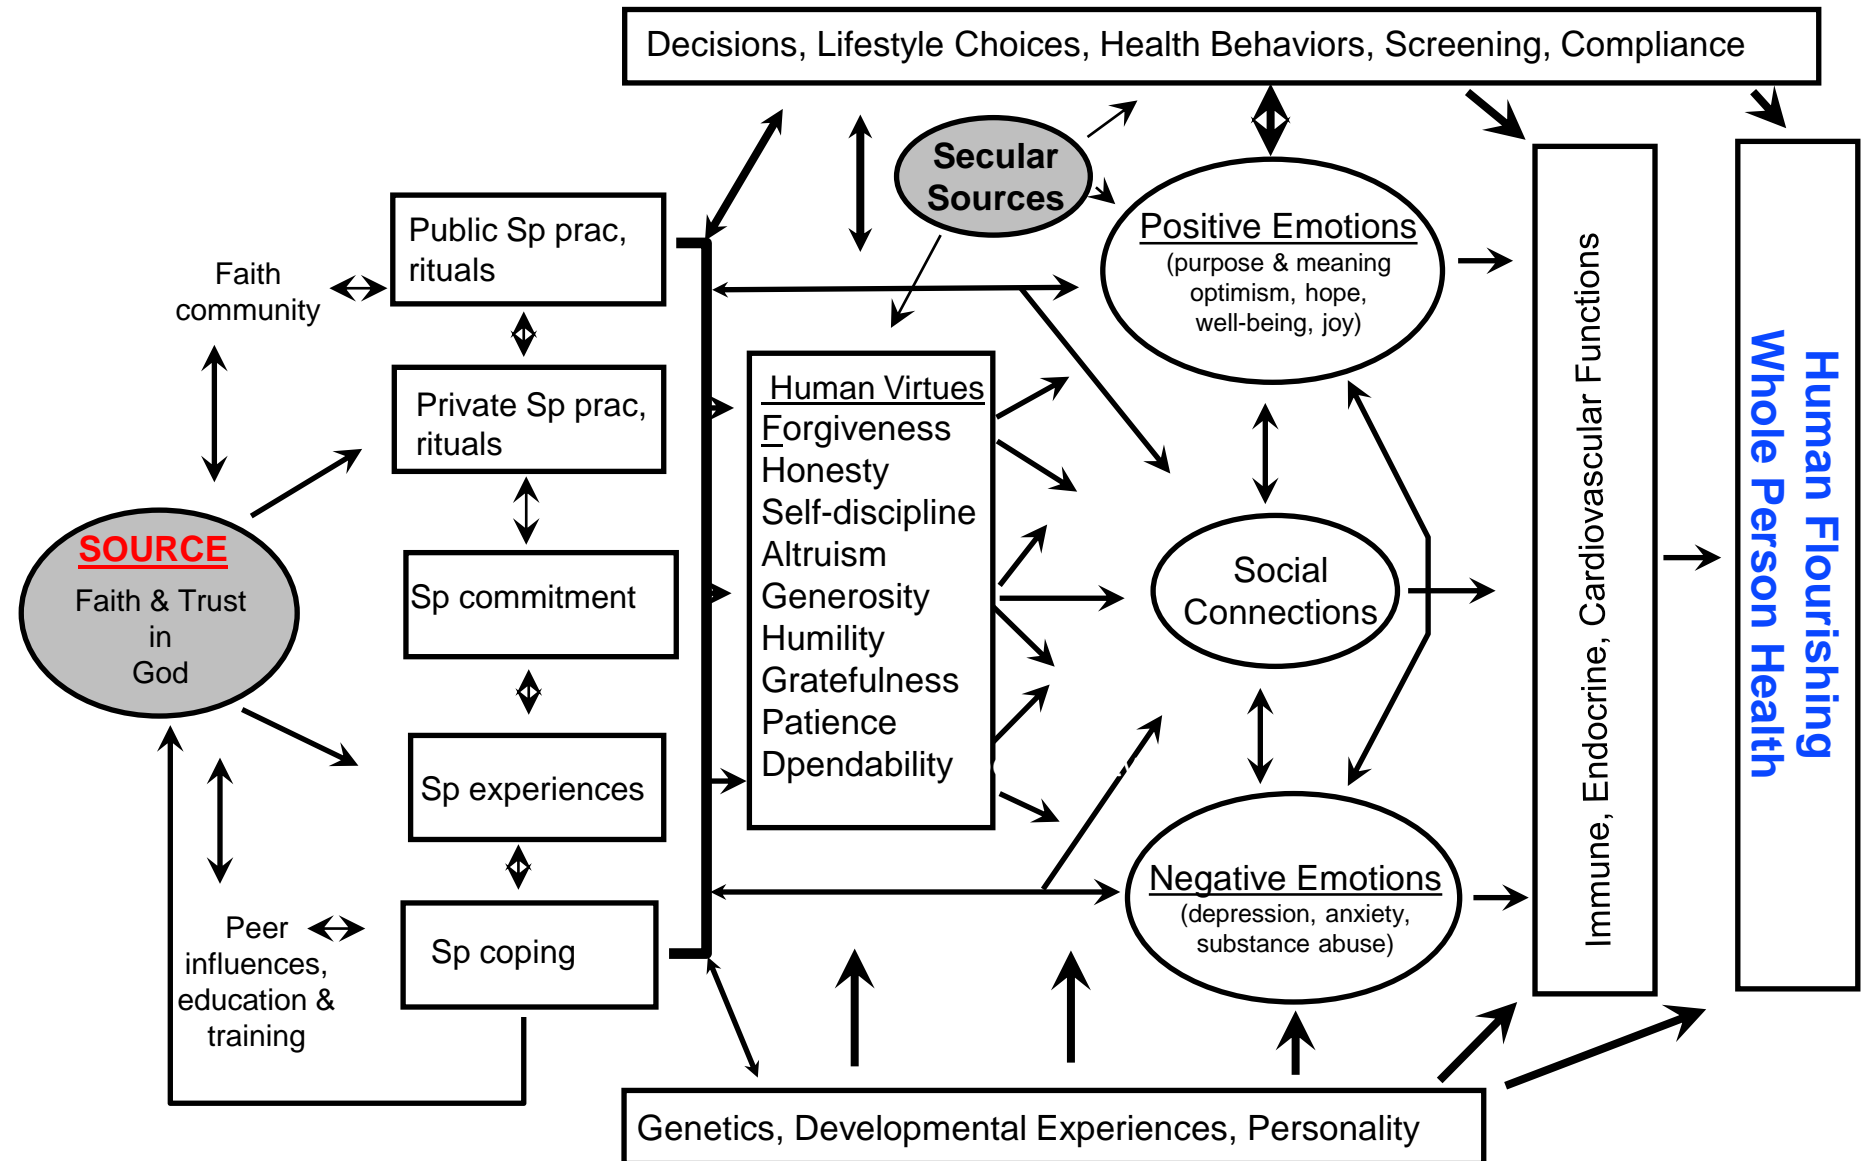 Decisions, Lifestyle Choices, Health Behaviors, Screening, Compliance
Secular
Sources
Public Sp prac,
rituals
Faith
community
Private Sp prac,
rituals
SOURCE
Faith & Trust
in
God
Sp commitment
Sp experiences
Peer
influences,
education &
training
Sp coping
Human Virtues
Forgiveness
Honesty
Self-discipline
Altruism
Generosity
Humility
Gratefulness
Patience
Dpendability
Positive Emotions
(purpose & meaning
optimism, hope,
well-being, joy)
Social
Connections
Negative Emotions
(depression, anxiety,
substance abuse)
Immune, Endocrine, Cardiovascular Functions
Human Flourishing
Whole Person Health
Genetics, Developmental Experiences, Personality